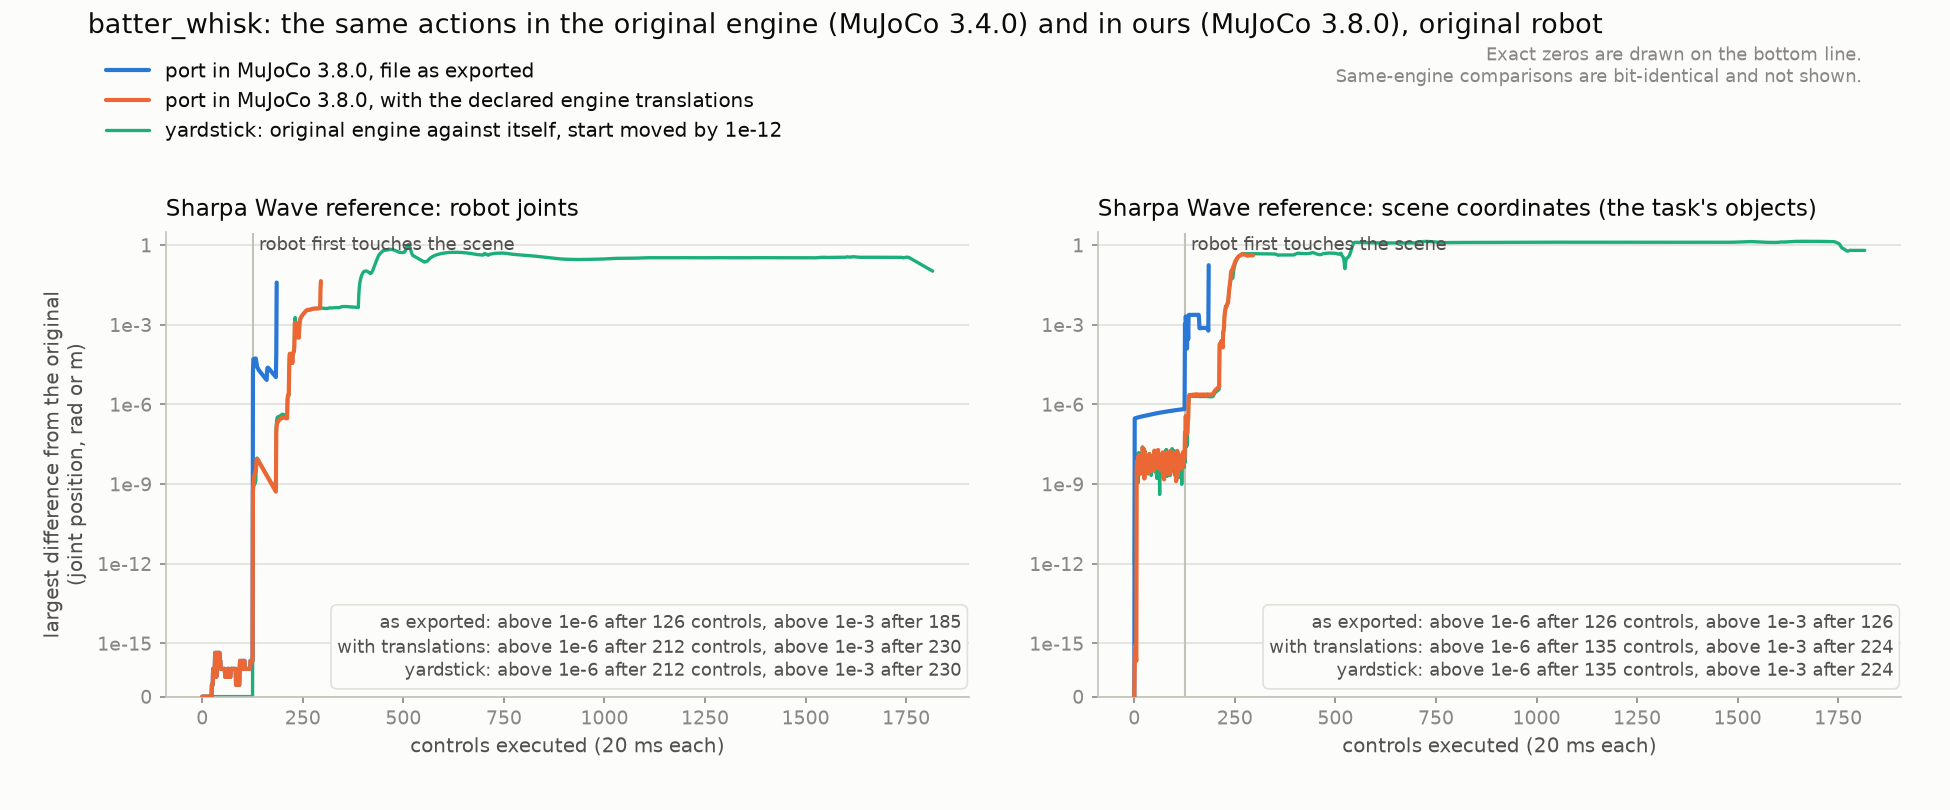 batter_whisk: the same actions in the original engine (MuJoCo 3.4.0) and in ours (MuJoCo 3.8.0), original robot
port in MuJoCo 3.8.0, file as exported
port in MuJoCo 3.8.0, with the declared engine translations
yardstick: original engine against itself, start moved by 1e-12
Exact zeros are drawn on the bottom line.
Same-engine comparisons are bit-identical and not shown.
Sharpa Wave reference: robot joints
robot first touches the scene
largest difference from the original
(joint position, rad or m)
1
1e-3
1e-6
1e-9
1e-12
1e-15
0
as exported: above 1e-6 after 126 controls, above 1e-3 after 185
with translations: above 1e-6 after 212 controls, above 1e-3 after 230
yardstick: above 1e-6 after 212 controls, above 1e-3 after 230
0 250 500 750 1000 1250 1500 1750
controls executed (20 ms each)
Sharpa Wave reference: scene coordinates (the task's objects)
robot first touches the scene
1
1e-3
1e-6
1e-9
1e-12
1e-15
0
as exported: above 1e-6 after 126 controls, above 1e-3 after 126
with translations: above 1e-6 after 135 controls, above 1e-3 after 224
yardstick: above 1e-6 after 135 controls, above 1e-3 after 224
0 250 500 750 1000 1250 1500 1750
controls executed (20 ms each)